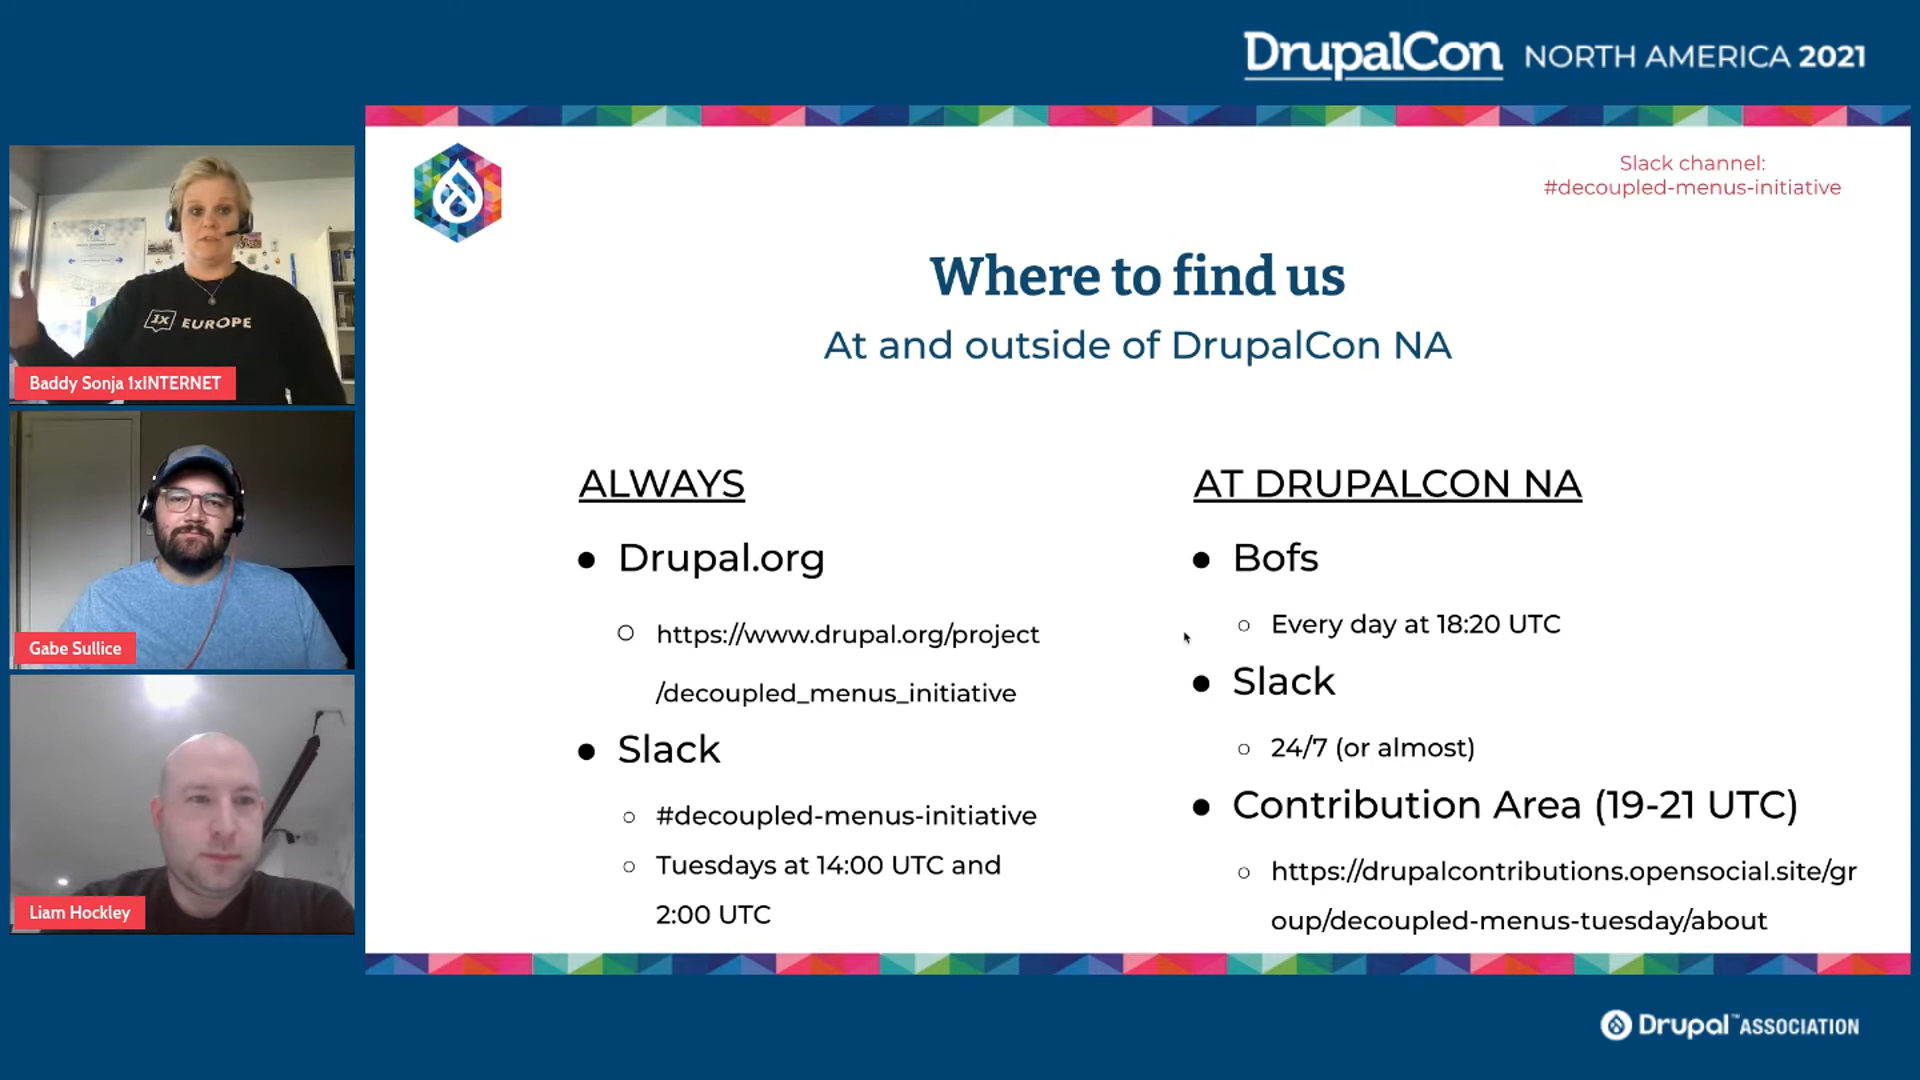 DrupalCon NORTH AMERICA 2021
Slack channel:
#decoupled-menus-initiative
Where to find us
At and outside of DrupalCon NA
ALWAYS
● Drupal.org
○ https://www.drupal.org/project
/decoupled_menus_initiative
● Slack
○ #decoupled-menus-initiative
○ Tuesdays at 14:00 UTC and
2:00 UTC
AT DRUPALCON NA
● Bofs
○ Every day at 18:20 UTC
● Slack
○ 24/7 (or almost)
● Contribution Area (19-21 UTC)
○ https://drupalcontributions.opensocial.site/gr
oup/decoupled-menus-tuesday/about
1x EUROPE
Baddy Sonja 1xINTERNET
Gabe Sullice
Liam Hockley
Drupal™ ASSOCIATION